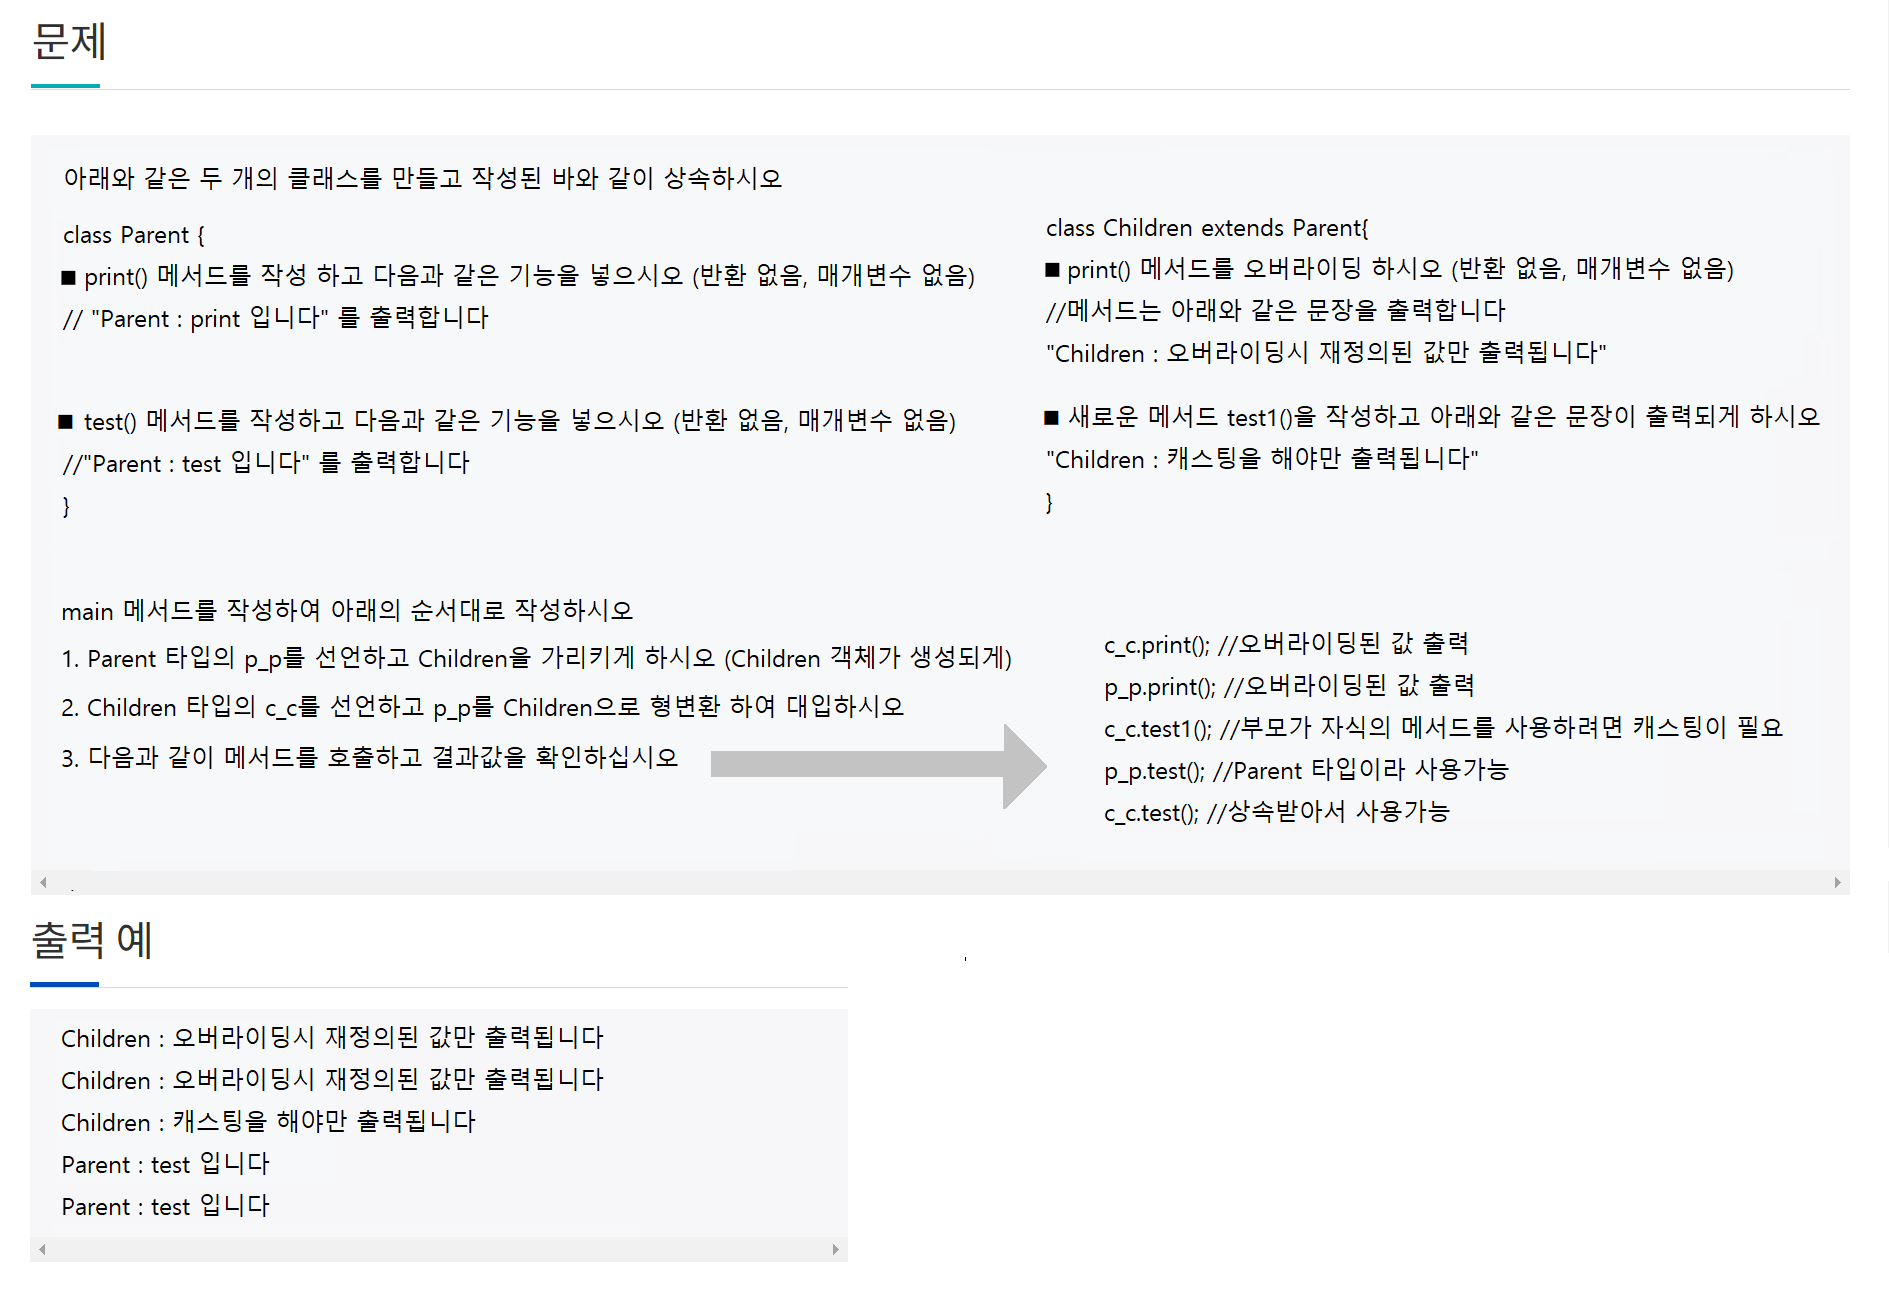 문제
아래와 같은 두 개의 클래스를 만들고 작성된 바와 같이 상속하시오
class Parent {
■ print() 메서드를 작성 하고 다음과 같은 기능을 넣으시오 (반환 없음, 매개변수 없음)
// "Parent : print 입니다" 를 출력합니다
■ test() 메서드를 작성하고 다음과 같은 기능을 넣으시오 (반환 없음, 매개변수 없음)
//"Parent : test 입니다" 를 출력합니다
}
class Children extends Parent{
■ print() 메서드를 오버라이딩 하시오 (반환 없음, 매개변수 없음)
//메서드는 아래와 같은 문장을 출력합니다
"Children : 오버라이딩시 재정의된 값만 출력됩니다"
■ 새로운 메서드 test1()을 작성하고 아래와 같은 문장이 출력되게 하시오
"Children : 캐스팅을 해야만 출력됩니다"
}
main 메서드를 작성하여 아래의 순서대로 작성하시오
1. Parent 타입의 p_p를 선언하고 Children을 가리키게 하시오 (Children 객체가 생성되게)
2. Children 타입의 c_c를 선언하고 p_p를 Children으로 형변환 하여 대입하시오
3. 다음과 같이 메서드를 호출하고 결과값을 확인하십시오
c_c.print(); //오버라이딩된 값 출력
p_p.print(); //오버라이딩된 값 출력
c_c.test1(); //부모가 자식의 메서드를 사용하려면 캐스팅이 필요
p_p.test(); //Parent 타입이라 사용가능
c_c.test(); //상속받아서 사용가능
출력 예
Children : 오버라이딩시 재정의된 값만 출력됩니다
Children : 오버라이딩시 재정의된 값만 출력됩니다
Children : 캐스팅을 해야만 출력됩니다
Parent : test 입니다
Parent : test 입니다